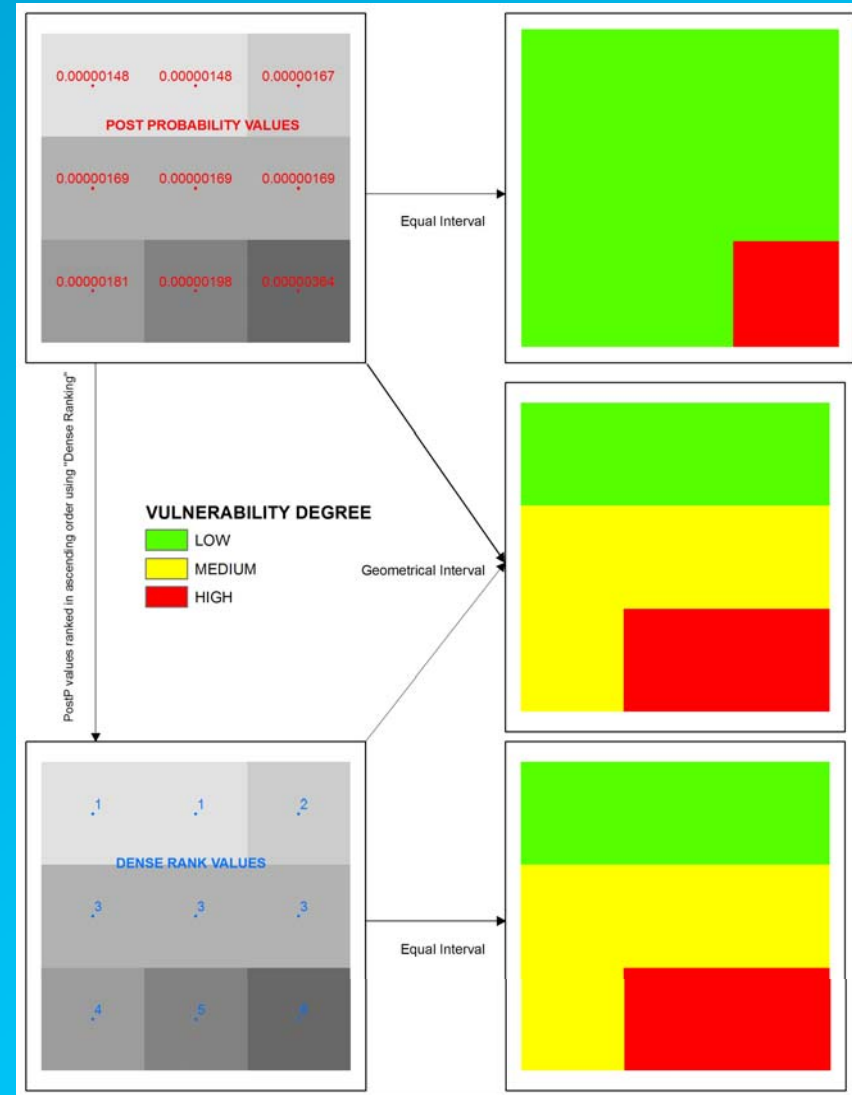 0.00000148 0.00000148 0.00000167
POST PROBABILITY VALUES
0.00000169 0.00000169 0.00000169
0.00000181 0.00000198 0.00000364
Equal Interval
PostP values ranked in ascending order using "Dense Ranking"
VULNERABILITY DEGREE
LOW
MEDIUM
HIGH
Geometrical Interval
1 1 2
DENSE RANK VALUES
3 3 3
4 5 6
Equal Interval